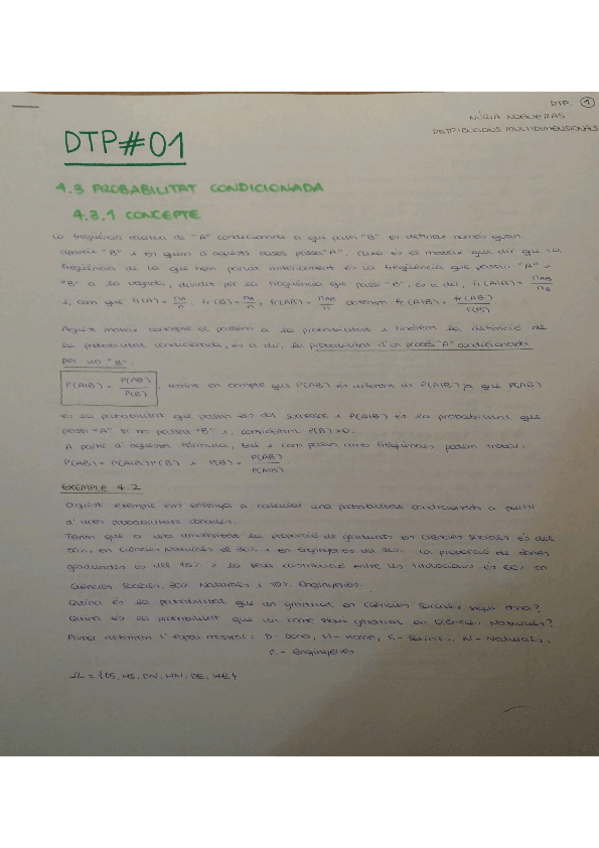 DTP. 1
NÚRIA NOGUERAS
DISTRIBUCIONS MULTIDIMENSIONALS
DTP#01
4.3 PROBABILITAT CONDICIONADA
4.3.1 CONCEPTE
La freqüència relativa de "A" condicionada a que passi "B" es defineix només quan
apareix "B" i en quin d'aquests casos passa "A". Això és el mateix que dir que la
freqüència de la que hem parlat anteriorment és la freqüència que passin "A" i
"B" a la vegada, dividit per la freqüència que passi "B", és a dir, fr(A|B) = nAB/nB
i, com que fr(A) = nA/n, fr(B) = nB/n, fr(AB) = nAB/n obtenim fr(A|B) = fr(AB)/fr(B)
Aquest mateix concepte el podem a la probabilitat i tindrem la definició de
la probabilitat condicionada, és a dir, la probabilitat d'un procés "A" condicionada
per un "B".
P(A|B) = P(AB)/P(B). tenint en compte que P(AB) és diferent de P(A|B) ja que P(AB)
és la probabilitat que passin els dos successos i P(A|B) és la probabilitat que
passi "A" si ha passat "B" i, considerant P(B)>0.
A partir d'aquesta fórmula, tal i com passa amb freqüències podem trobar:
P(AB) = P(A|B)P(B) i P(B) = P(AB)/P(A|B)
EXEMPLE 4.2
Aquest exemple ens ensenya a calcular una probabilitat condicionada a partir
d'unes probabilitats donades.
Tenim que a una universitat la proporció de graduats en ciències socials és del
50%, en Ciències Naturals de 30% i en Enginyeries del 20%. La proporció de dones
graduades és del 40% i la seva distribució entre les titulacions és 60% en
Ciències Socials, 30% Naturals i 10% Enginyeries.
Quina és la probabilitat que un graduat en Ciències Socials sigui dona?
Quina és la probabilitat que un home sigui graduat en Ciències Naturals?
Primer definirem l'espai mostral: D- Dona, H- Home, S- Socials, N- Naturals,
E- Enginyeries
Ω = {DS, HS, DN, HN, DE, HE}